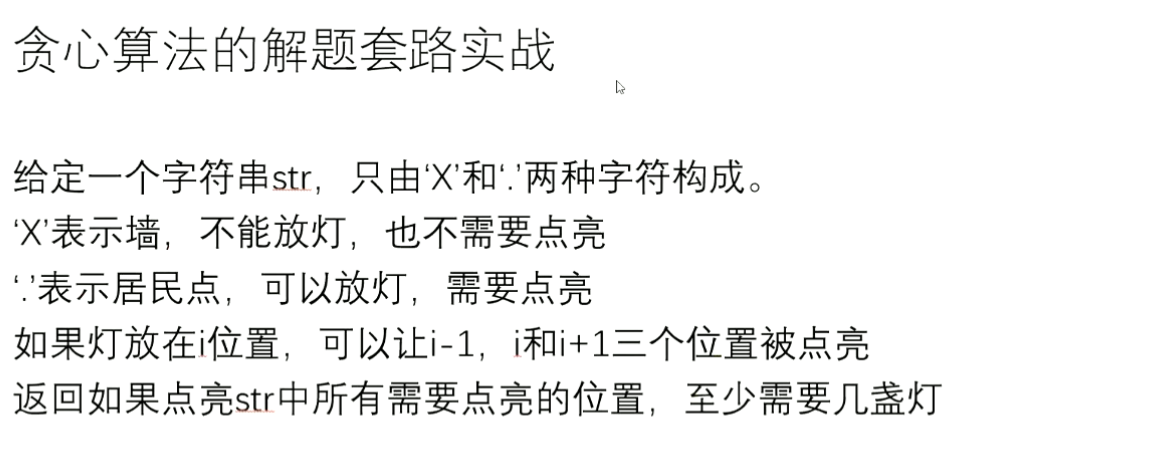 贪心算法的解题套路实战
给定一个字符串str，只由‘X’和‘.’两种字符构成。
‘X’表示墙，不能放灯，也不需要点亮
‘.’表示居民点，可以放灯，需要点亮
如果灯放在i位置，可以让i-1，i和i+1三个位置被点亮
返回如果点亮str中所有需要点亮的位置，至少需要几盏灯